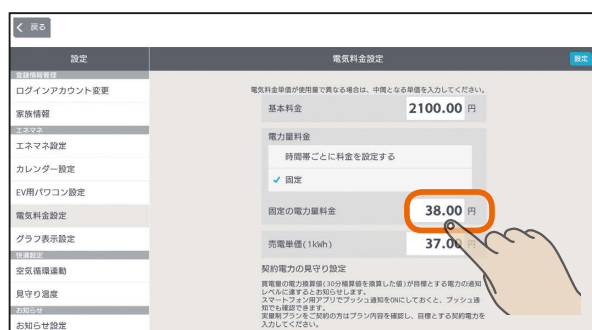 戻る
設定
電気料金設定
設定
登録情報管理
ログインアカウント変更
家族情報
エネマネ
エネマネ設定
カレンダー設定
EV用パワコン設定
電気料金設定
グラフ表示設定
快適設定
空気循環運動
見守り温度
お知らせ
お知らせ設定
電気料金単価が使用量で異なる場合は、中間となる単価を入力してください。
基本料金 2100.00 円
電力量料金
時間帯ごとに料金を設定する
固定
固定の電力量料金 38.00 円
売電単価(1kWh) 37.00 円
契約電力の見守り設定
買電量の電力換算値(30分積算値を換算した値)が目標とする電力の通知
レベルに達するとお知らせします。
スマートフォン用アプリでプッシュ通知をONにしておくと、プッシュ通
知でも確認できます。
実量制プランをご契約の方はプラン内容を確認し、目標とする契約電力を
入力してください。